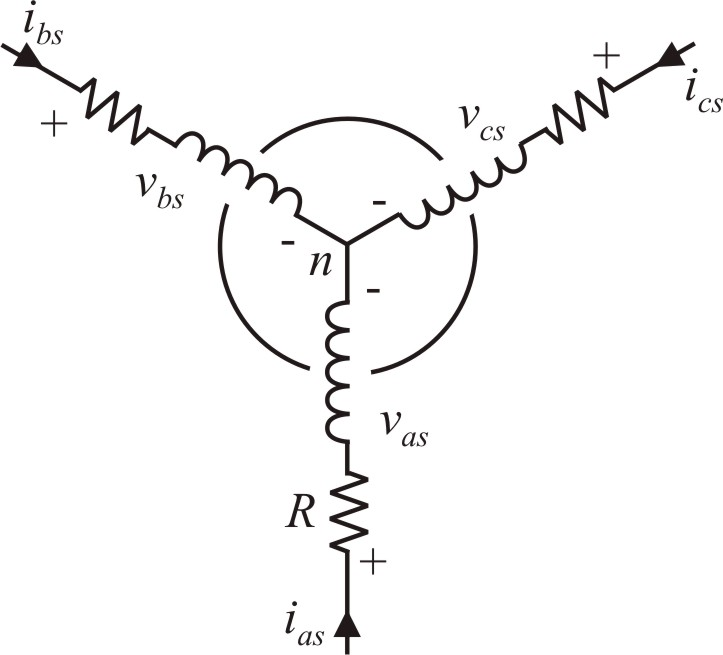 i_bs
+
+
i_cs
v_cs
v_bs
-
-
n
-
v_as
R
+
i_as